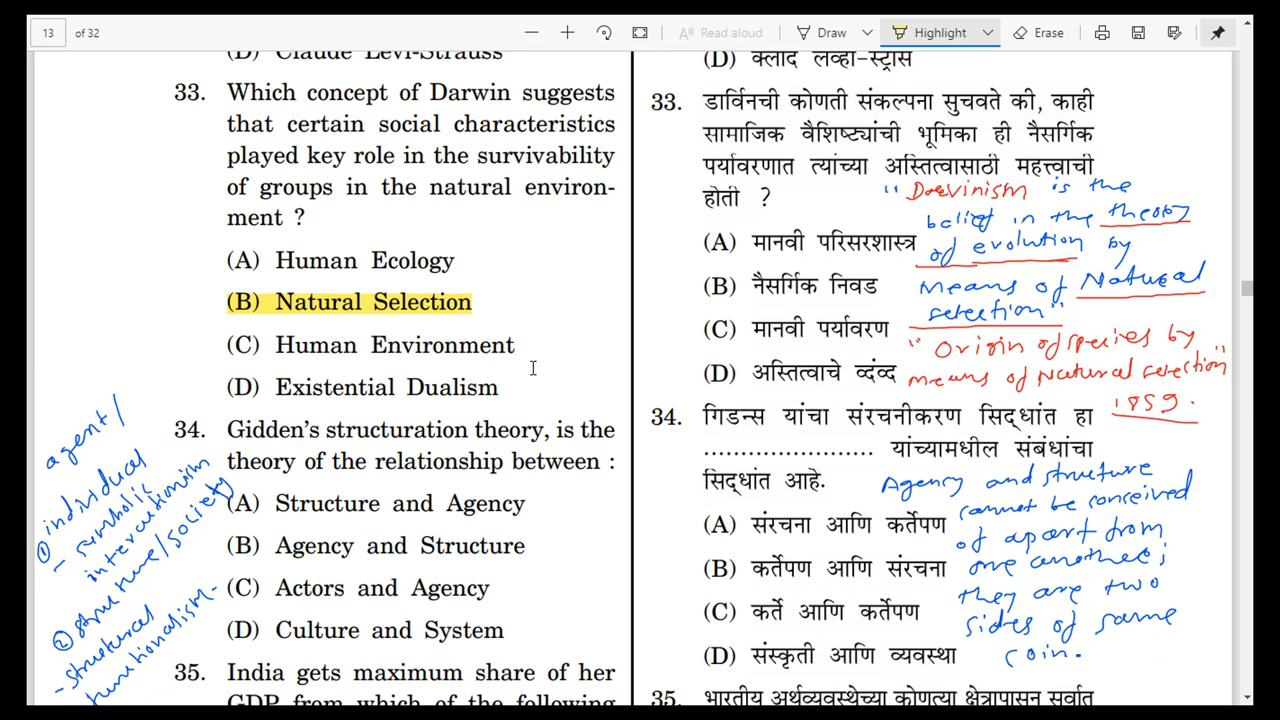 13 of 32
Read aloud
Draw
Highlight
Erase
(D) Claude Levi-Strauss
33. Which concept of Darwin suggests
that certain social characteristics
played key role in the survivability
of groups in the natural environ-
ment ?
(A) Human Ecology
(B) Natural Selection
(C) Human Environment
(D) Existential Dualism
34. Gidden's structuration theory, is the
theory of the relationship between :
(A) Structure and Agency
(B) Agency and Structure
(C) Actors and Agency
(D) Culture and System
35. India gets maximum share of her
GDP from which of the following
agent/
① individual
- symbolic
interactionism
② structure/society
- structural
functionalism.
(D) क्लॉद लेव्ही-स्ट्रॉस
33. डार्विनची कोणती संकल्पना सुचवते की, काही
सामाजिक वैशिष्ट्यांची भूमिका ही नैसर्गिक
पर्यावरणात त्यांच्या अस्तित्वासाठी महत्त्वाची
होती ?
(A) मानवी परिसरशास्त्र
(B) नैसर्गिक निवड
(C) मानवी पर्यावरण
(D) अस्तित्वाचे व्दंव्द
"Darvinism is the
belief in the theory
of evolution by
means of Natural
selection"
"Origin of species by
means of Natural selection"
1859.
34. गिडन्स यांचा संरचनीकरण सिद्धांत हा
....................... यांच्यामधील संबंधांचा
सिद्धांत आहे.
(A) संरचना आणि कर्तेपण
(B) कर्तेपण आणि संरचना
(C) कर्ते आणि कर्तेपण
(D) संस्कृती आणि व्यवस्था
Agency and structure
cannot be conceived
of apart from
one another;
they are two
sides of same
coin.
35. भारतीय अर्थव्यवस्थेच्या कोणत्या क्षेत्रापासून सर्वात